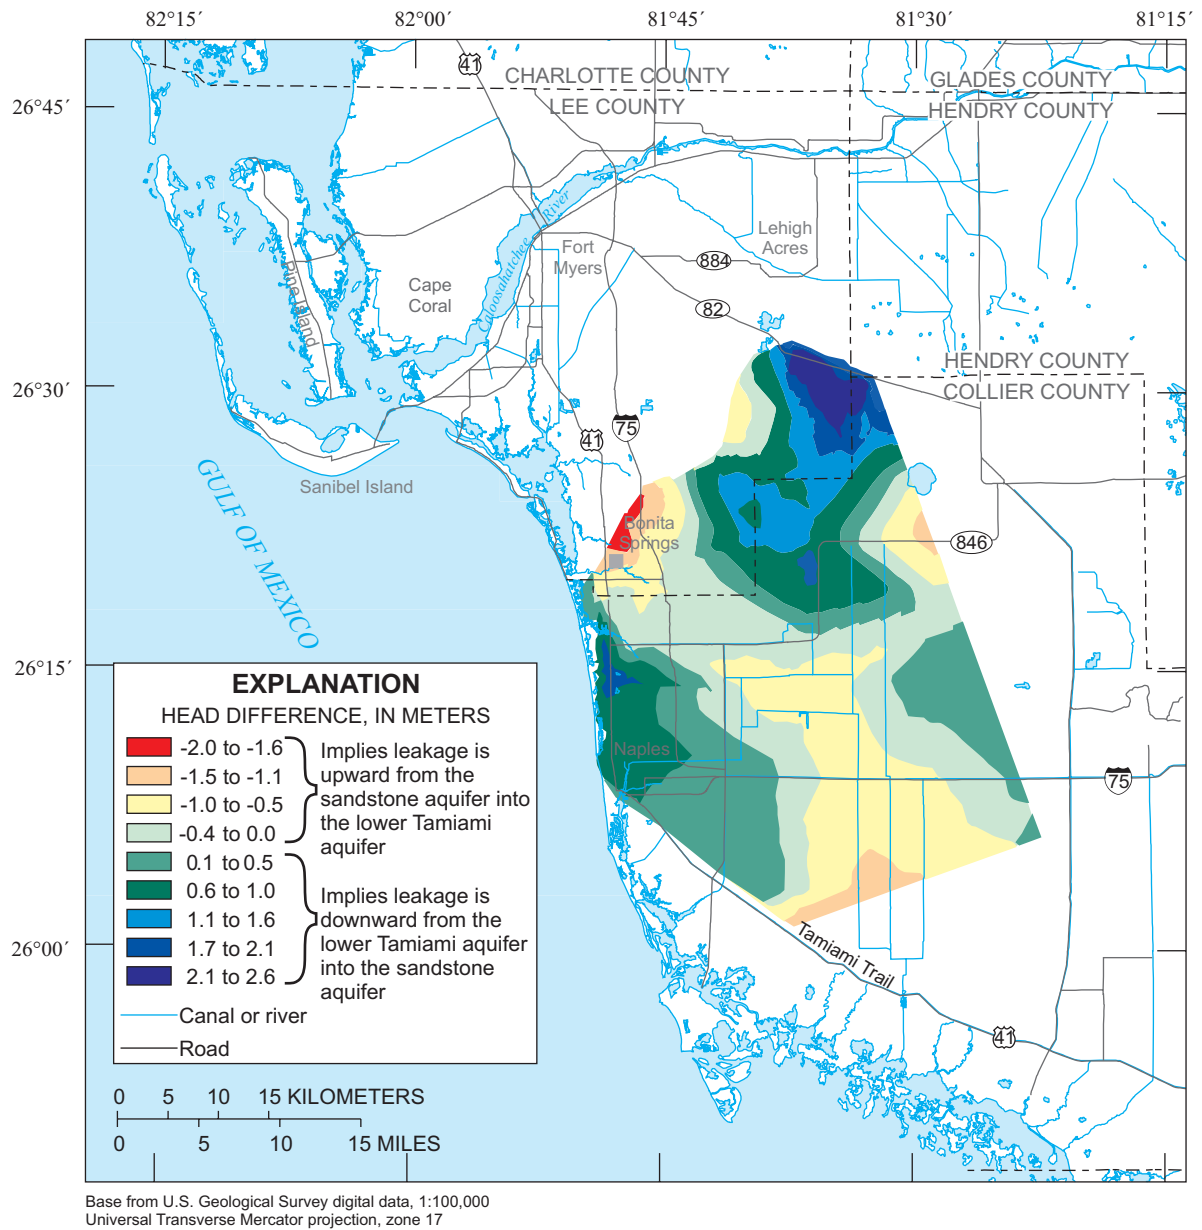 82°15´
82°00´
81°45´
81°30´
81°15´
41
CHARLOTTE COUNTY
GLADES COUNTY
26°45´
LEE COUNTY
HENDRY COUNTY
Caloosahatchee River
Lehigh
Acres
Fort
Myers
884
Pine Island
Cape
Coral
82
HENDRY COUNTY
26°30´
COLLIER COUNTY
75
41
Sanibel Island
GULF OF MEXICO
Bonita
Springs
846
26°15´
EXPLANATION
HEAD DIFFERENCE, IN METERS
-2.0 to -1.6
-1.5 to -1.1
-1.0 to -0.5
-0.4 to 0.0
Implies leakage is
upward from the
sandstone aquifer into
the lower Tamiami
aquifer
0.1 to 0.5
0.6 to 1.0
1.1 to 1.6
1.7 to 2.1
2.1 to 2.6
Implies leakage is
downward from the
lower Tamiami aquifer
into the sandstone
aquifer
Canal or river
Road
Naples
75
26°00´
Tamiami Trail
41
0 5 10 15 KILOMETERS
0 5 10 15 MILES
Base from U.S. Geological Survey digital data, 1:100,000
Universal Transverse Mercator projection, zone 17